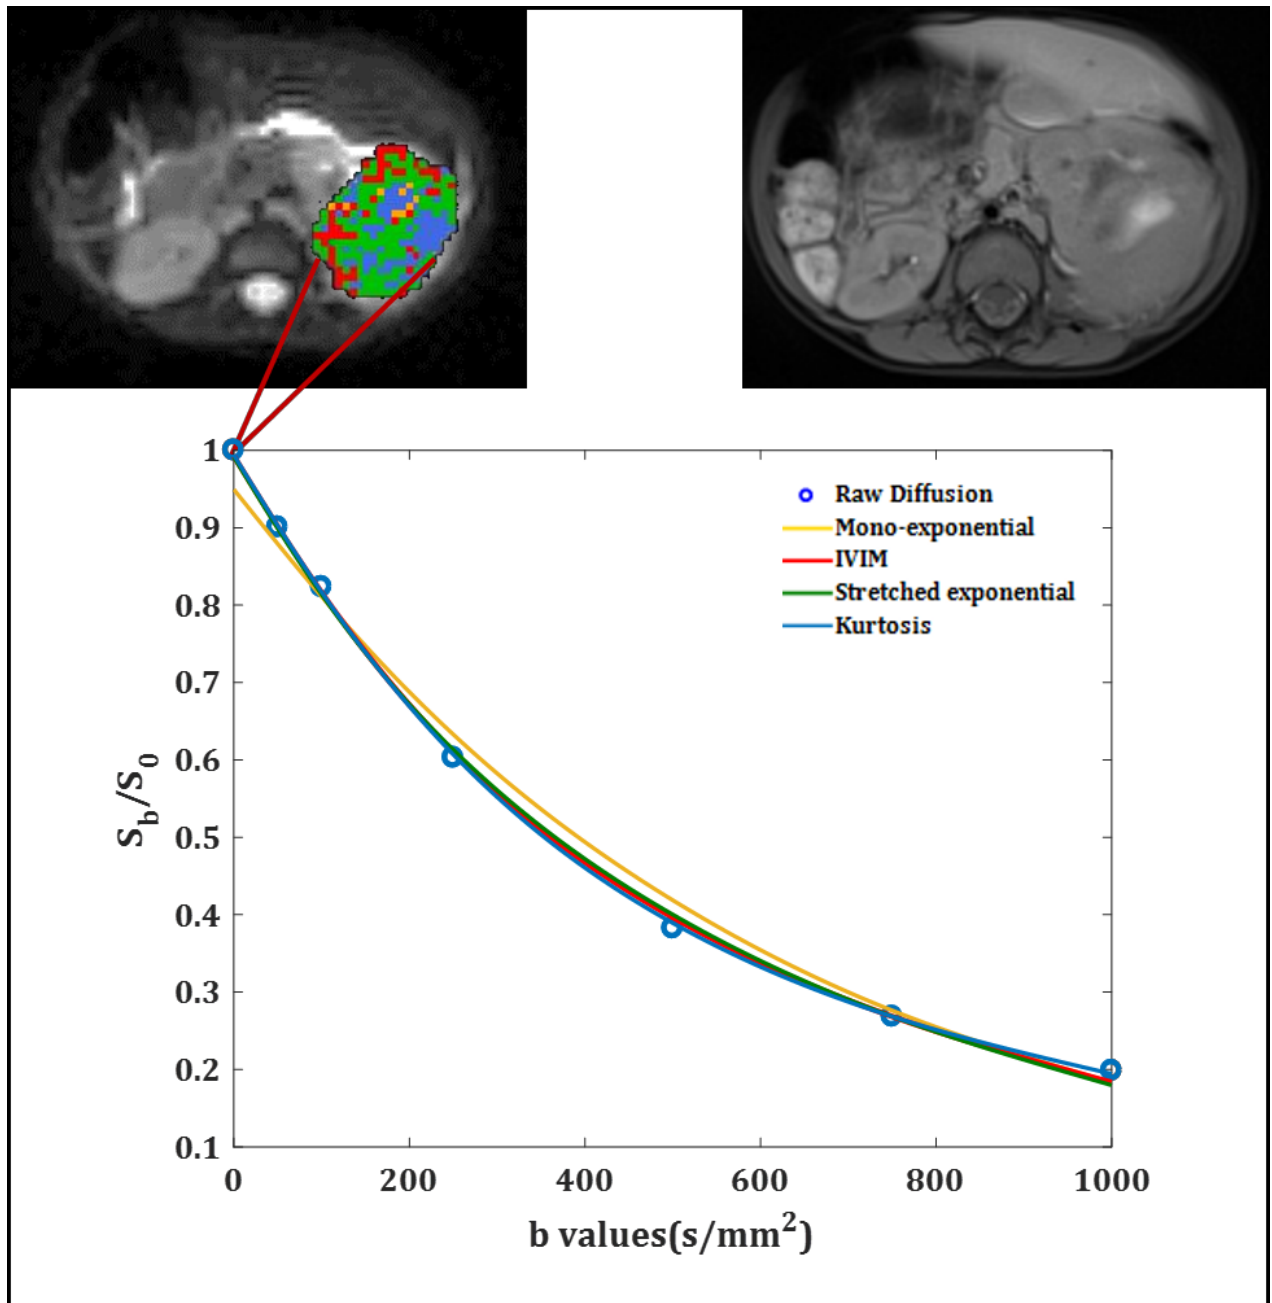 1
0.9
0.8
0.7
0.6
0.5
0.4
0.3
0.2
0.1
S_b/S_0
Raw Diffusion
Mono-exponential
IVIM
Stretched exponential
Kurtosis
0 200 400 600 800 1000
b values(s/mm²)